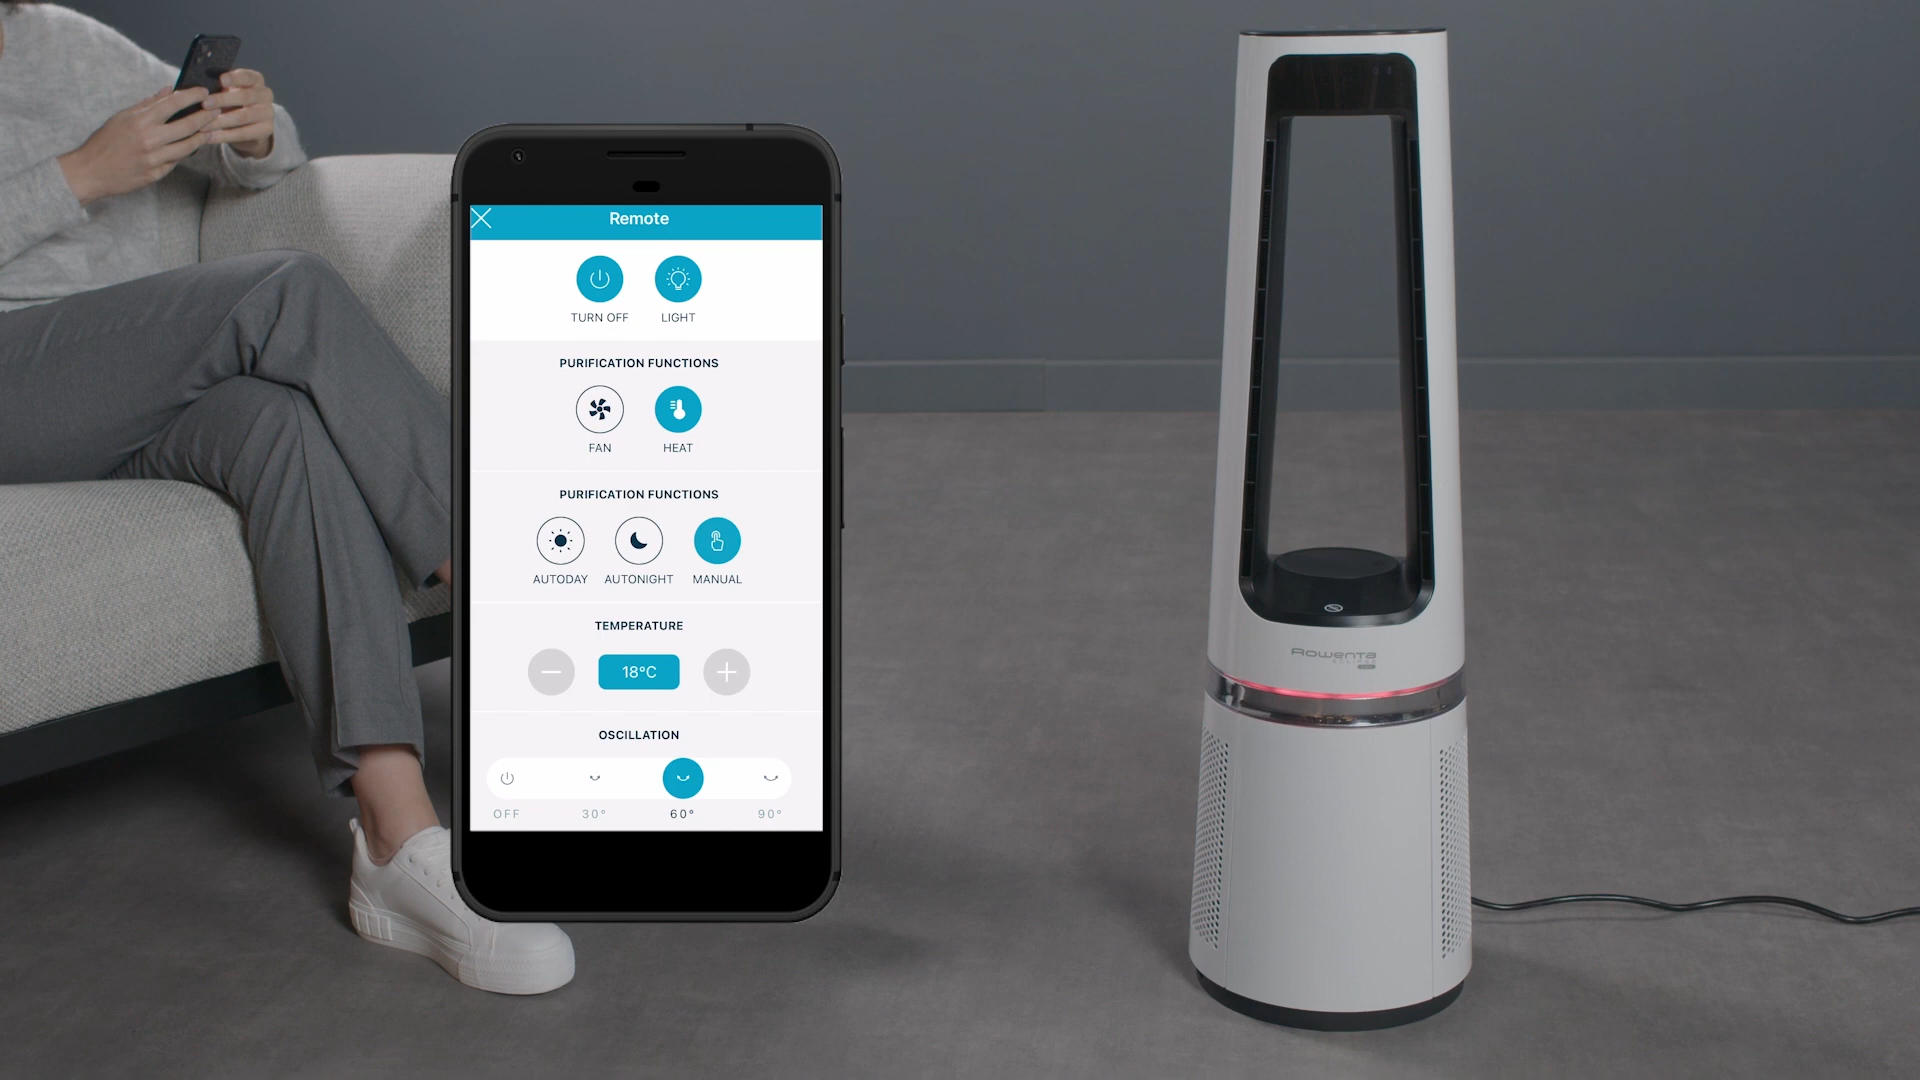 Remote
TURN OFF LIGHT
PURIFICATION FUNCTIONS
FAN HEAT
PURIFICATION FUNCTIONS
AUTODAY AUTONIGHT MANUAL
TEMPERATURE
18°C
OSCILLATION
OFF 30° 60° 90°
Rowenta
ECLIPSE